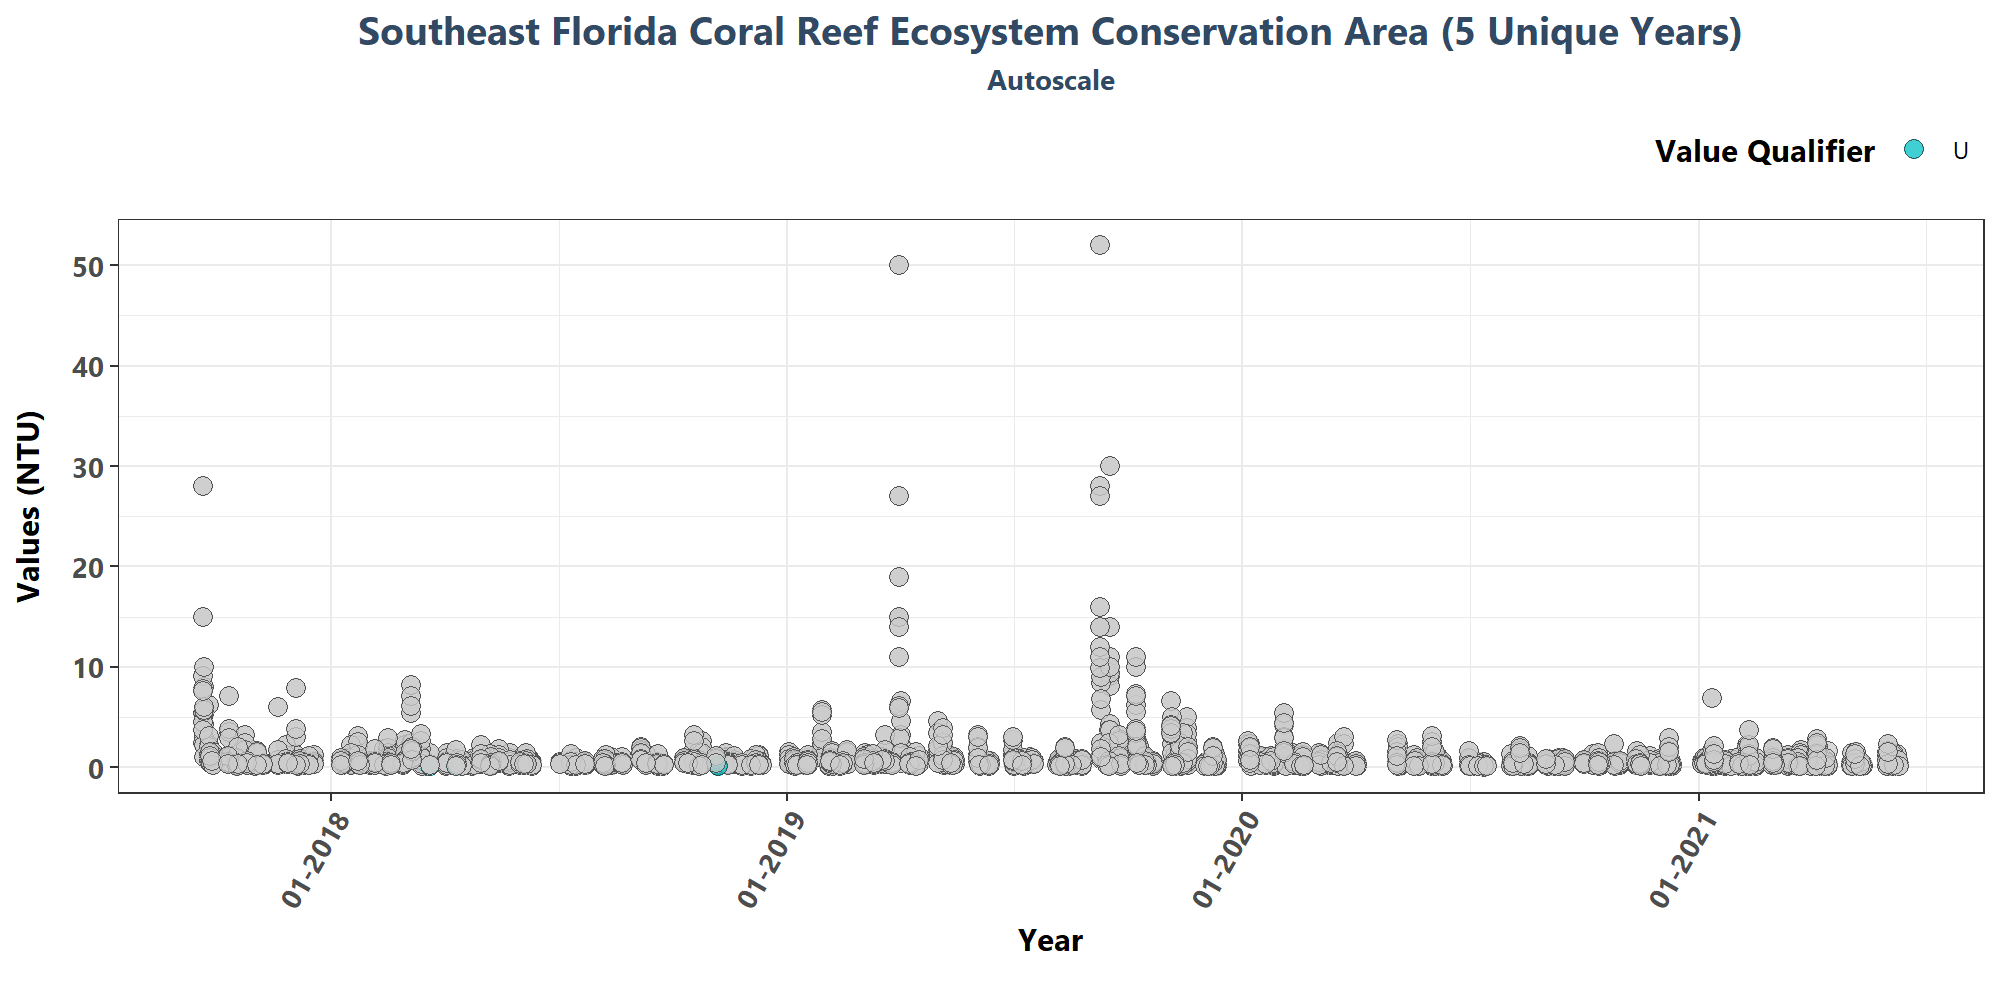 Southeast Florida Coral Reef Ecosystem Conservation Area (5 Unique Years)
Autoscale
Value Qualifier U
Values (NTU)
50
40
30
20
10
0
01-2018
01-2019
01-2020
01-2021
Year